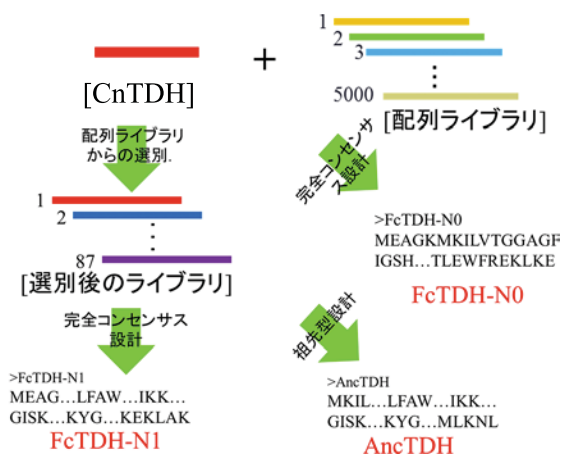 [CnTDH]
+
1
2
3
⋮
5000
[配列ライブラリ]
配列ライブラリ
からの選別.
1
2
⋮
87
[選別後のライブラリ]
完全コンセンサ
ス設計
>FcTDH-N0
MEAGKMKILVTGGAGF
IGSH…TLEWFREKLKE
FcTDH-N0
完全コンセンサス
設計
>FcTDH-N1
MEAG…LFAW…IKK…
GISK…KYG…KEKLAK
FcTDH-N1
祖先型設計
>AncTDH
MKIL…LFAW…IKK…
GISK…KYG…MLKNL
AncTDH